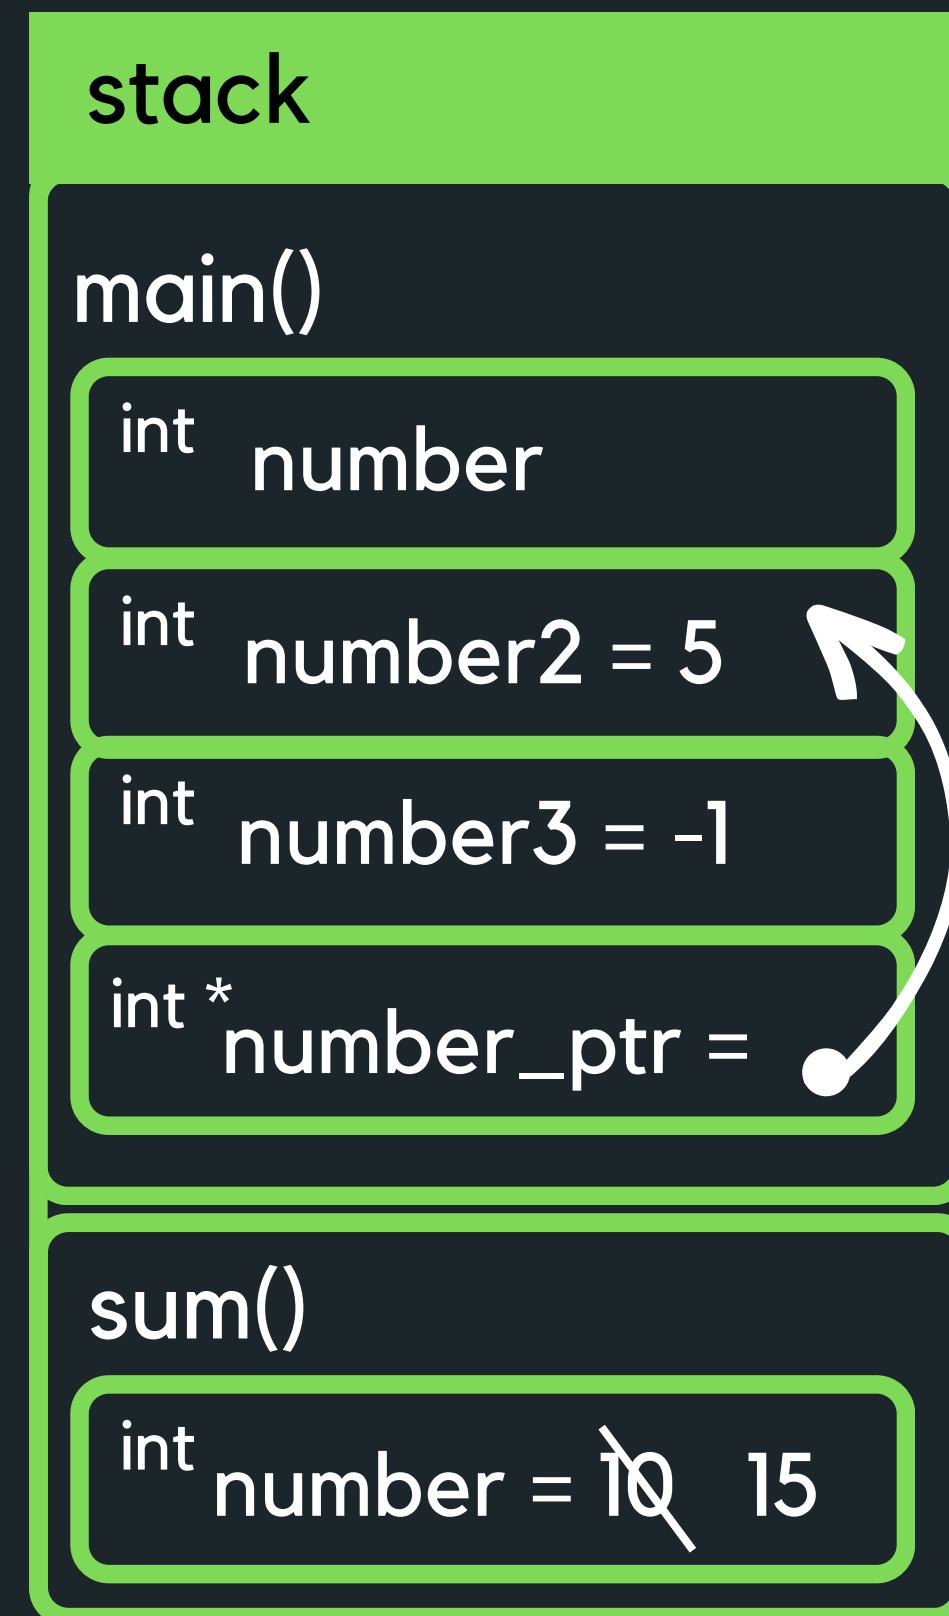 stack
main()
int number
int number2 = 5
int number3 = -1
int * number_ptr =
sum()
int number = 10 15